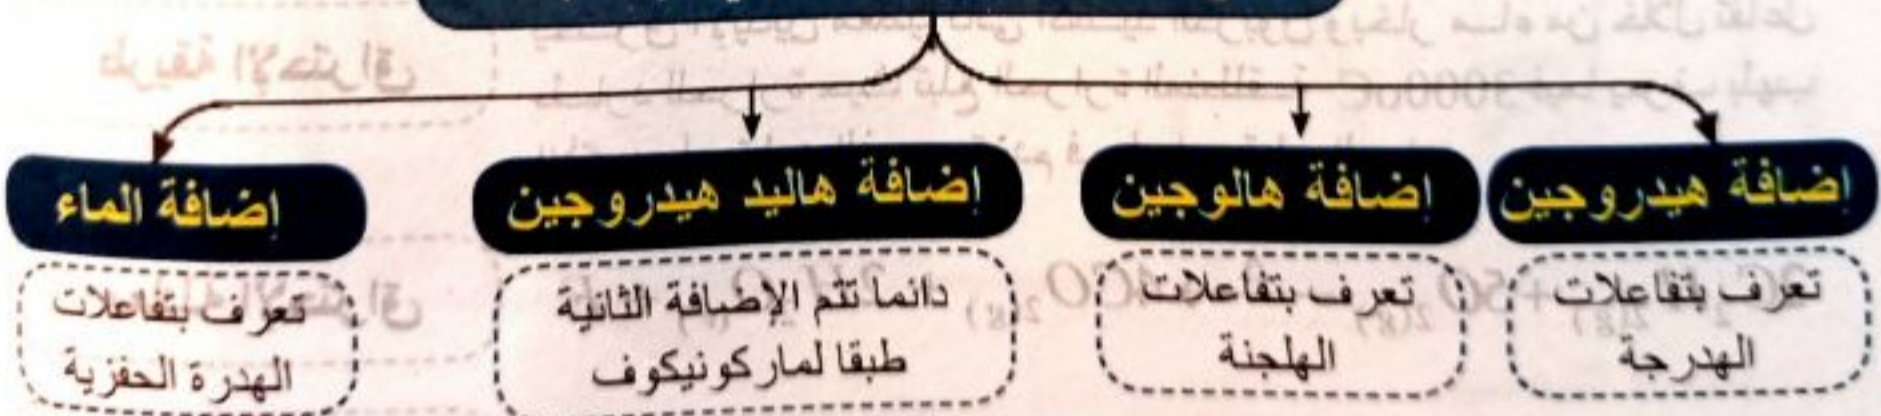 إضافة هيدروجين
تعرف بتفاعلات
الهدرجة
إضافة هالوجين
تعرف بتفاعلات
الهلجنة
إضافة هاليد هيدروجين
دائما تتم الإضافة الثانية
طبقا لماركونيكوف
إضافة الماء
تعرف بتفاعلات
الهدرة الحفزية